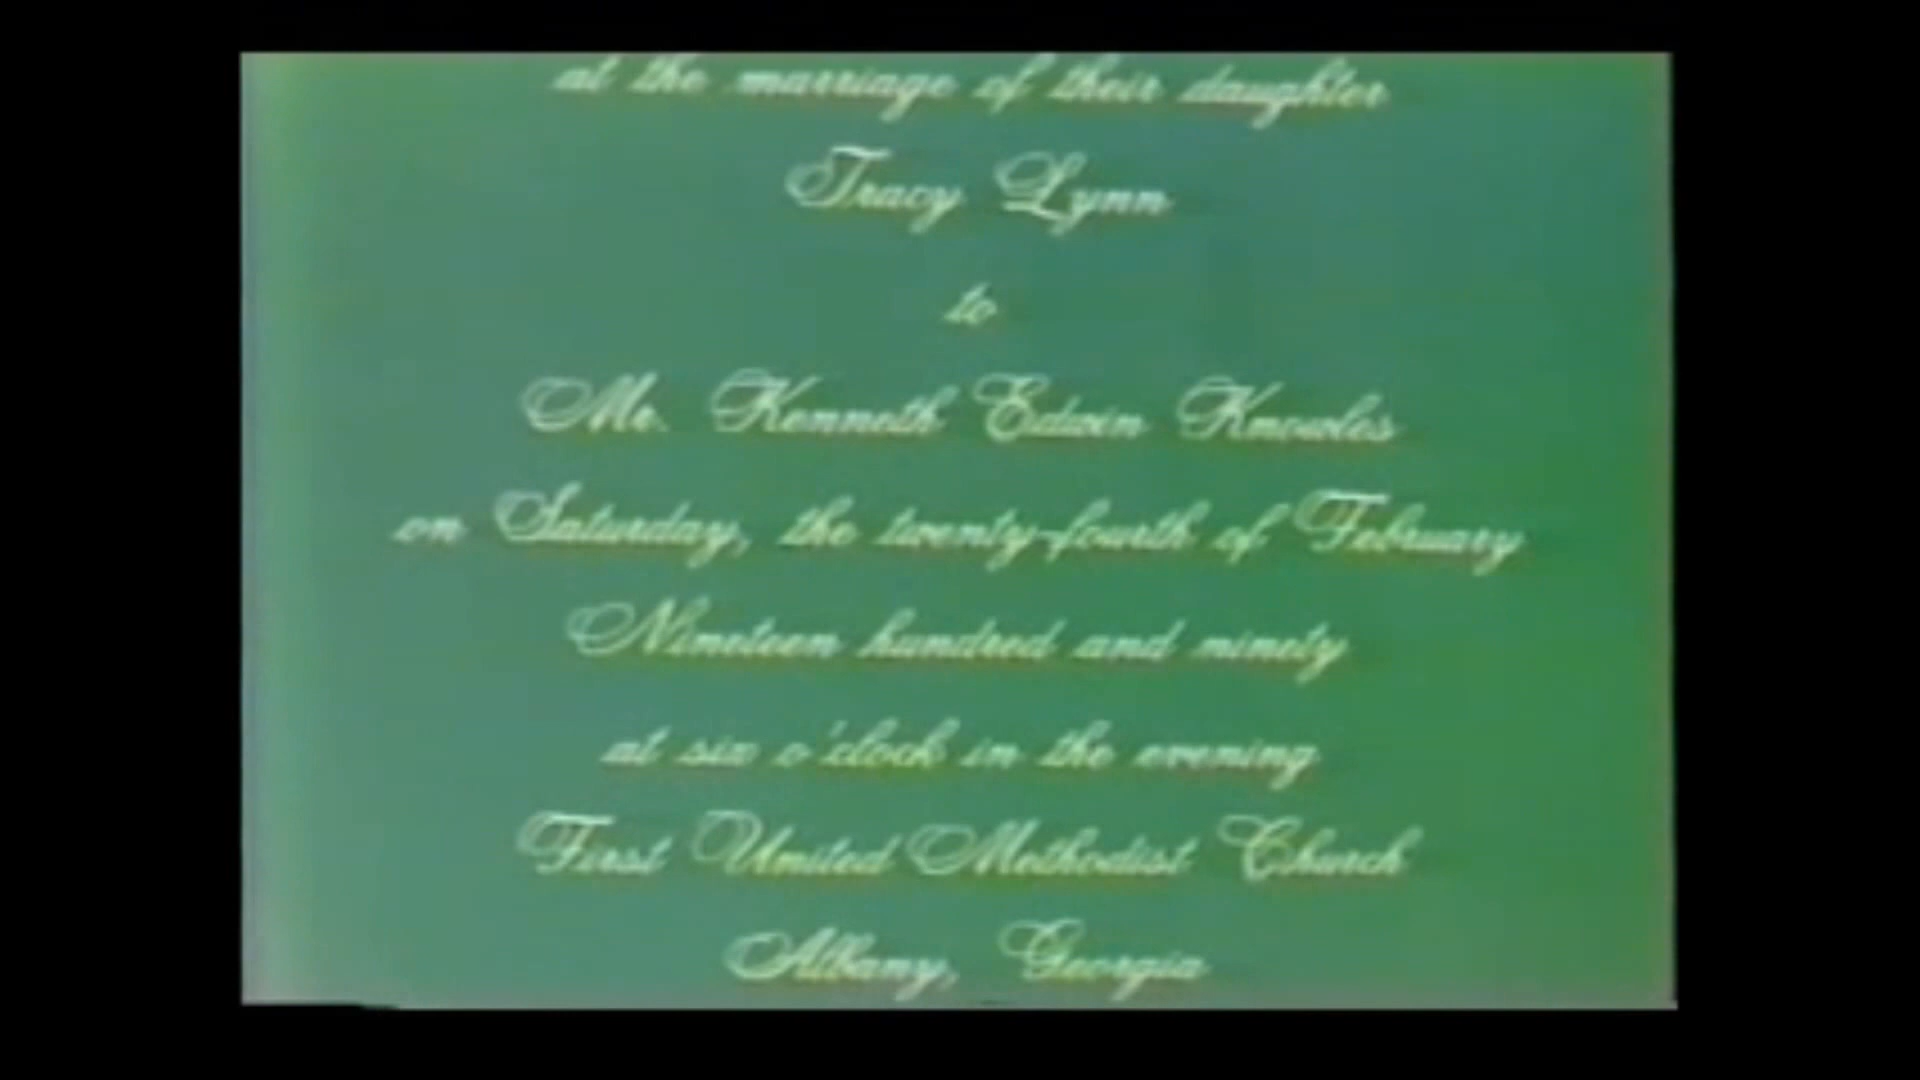 at the marriage of their daughter
Tracy Lynn
to
Mr. Kenneth Edwin Knowles
on Saturday, the twenty-fourth of February
Nineteen hundred and ninety
at six o'clock in the evening
First United Methodist Church
Albany, Georgia